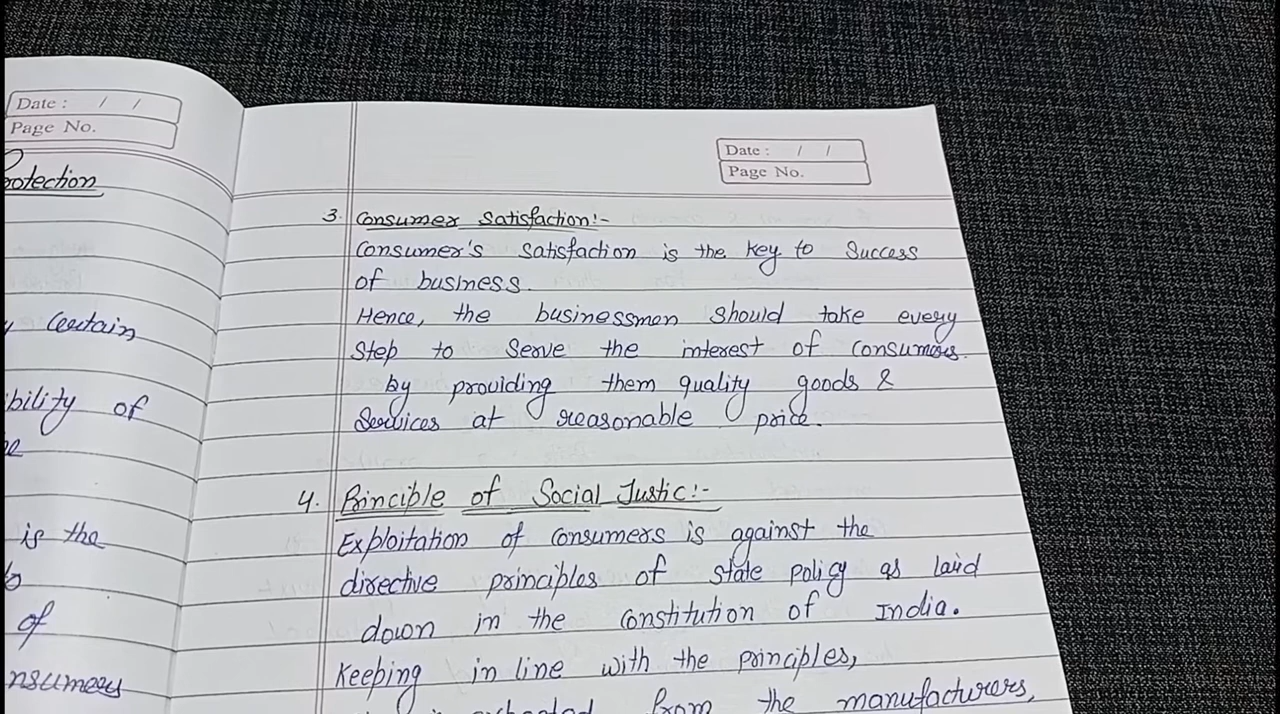 Date : / /
Page No.
Protection
Certain
bility of
is the
of
nsumers
Date : / /
Page No.
3. Consumer Satisfaction:-
Consumer's Satisfaction is the key to Success
of business.
Hence, the businessmen should take every
Step to Serve the interest of consumers
by providing them quality goods &
Services at reasonable price.
4. Principle of Social Justic:-
Exploitation of consumers is against the
directive principles of state policy as laid
down in the constitution of India.
Keeping in line with the principles,
from the manufacturers,